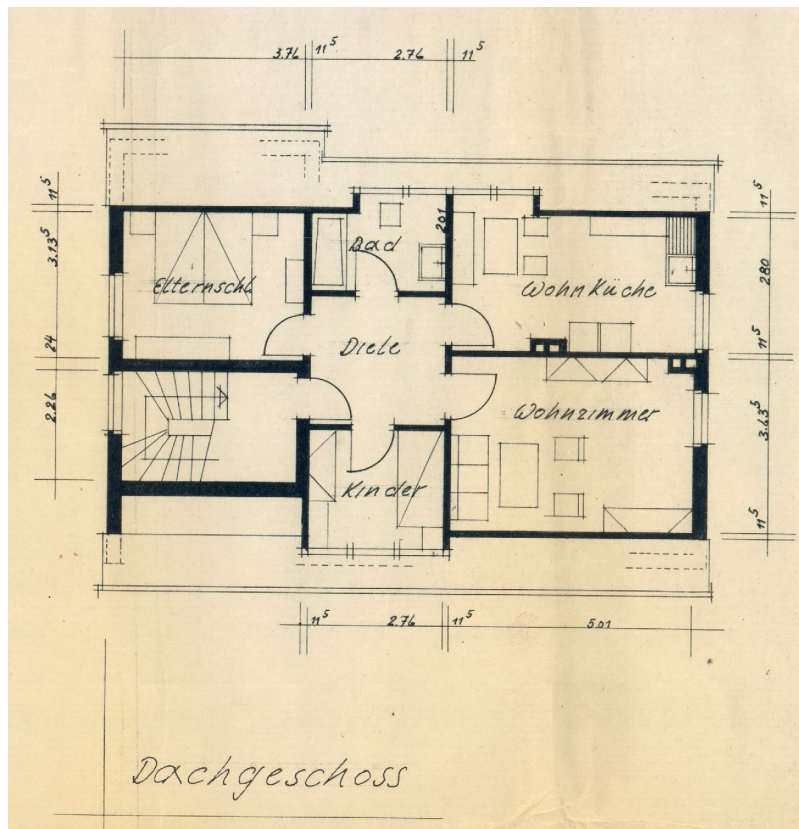 3.76 11⁵ 2.76 11⁵
11⁵
3.13⁵
24
2.26
11⁵
280
11⁵
3.63⁵
11⁵
Bad
201
Elternschl.
Wohnküche
Diele
Wohnzimmer
Kinder
11⁵ 2.76 11⁵ 5.01
Dachgeschoss